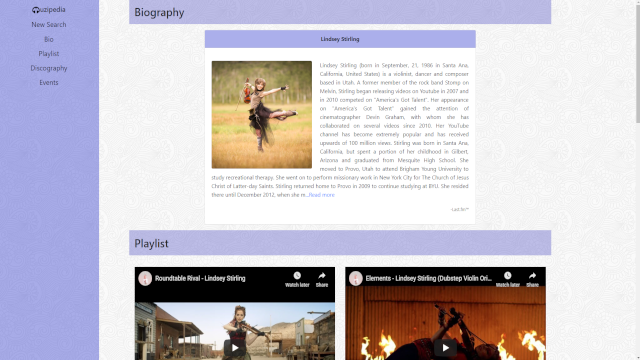 uzipedia
New Search
Bio
Playlist
Discography
Events
Biography
Lindsey Stirling
Lindsey Stirling (born in September, 21, 1986 in Santa Ana,
California, United States) is a violinist, dancer and composer
based in Utah. A former member of the rock band Stomp on
Melvin, Stirling began releasing videos on Youtube in 2007 and
in 2010 competed on "America's Got Talent". Her appearance
on "America's Got Talent" gained the attention of
cinematographer Devin Graham, with whom she has
collaborated on several videos since 2010. Her YouTube
channel has become extremely popular and has received
upwards of 100 million views. Stirling was born in Santa Ana,
California, but spent a portion of her childhood in Gilbert,
Arizona and graduated from Mesquite High School. She
moved to Provo, Utah to attend Brigham Young University to
study recreational therapy. She went on to perform missionary work in New York City for The Church of Jesus
Christ of Latter-day Saints. Stirling returned home to Provo in 2009 to continue studying at BYU. She resided
there until December 2012, when she m...Read more
Last.fm™
Playlist
Roundtable Rival - Lindsey Stirling
Watch later
Share
Elements - Lindsey Stirling (Dubstep Violin Ori...
Watch later
Share